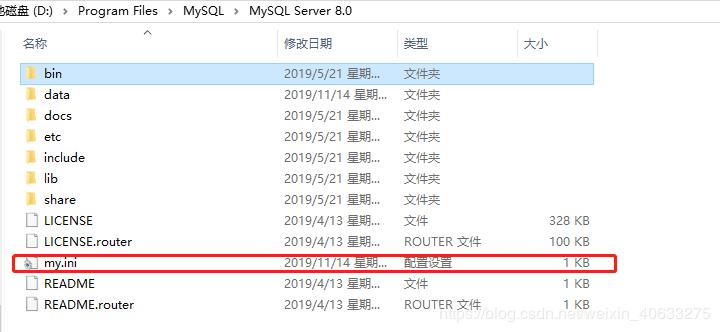 地磁盘 (D:) › Program Files › MySQL › MySQL Server 8.0
名称 修改日期 类型 大小
bin 2019/5/21 星期... 文件夹
data 2019/11/14 星期... 文件夹
docs 2019/5/21 星期... 文件夹
etc 2019/5/21 星期... 文件夹
include 2019/5/21 星期... 文件夹
lib 2019/5/21 星期... 文件夹
share 2019/5/21 星期... 文件夹
LICENSE 2019/4/13 星期... 文件 328 KB
LICENSE.router 2019/4/13 星期... ROUTER 文件 100 KB
my.ini 2019/11/14 星期... 配置设置 1 KB
README 2019/4/13 星期... 文件 1 KB
README.router 2019/4/13 星期... ROUTER 文件 1 KB
https://blog.csdn.net/weixin_40633275